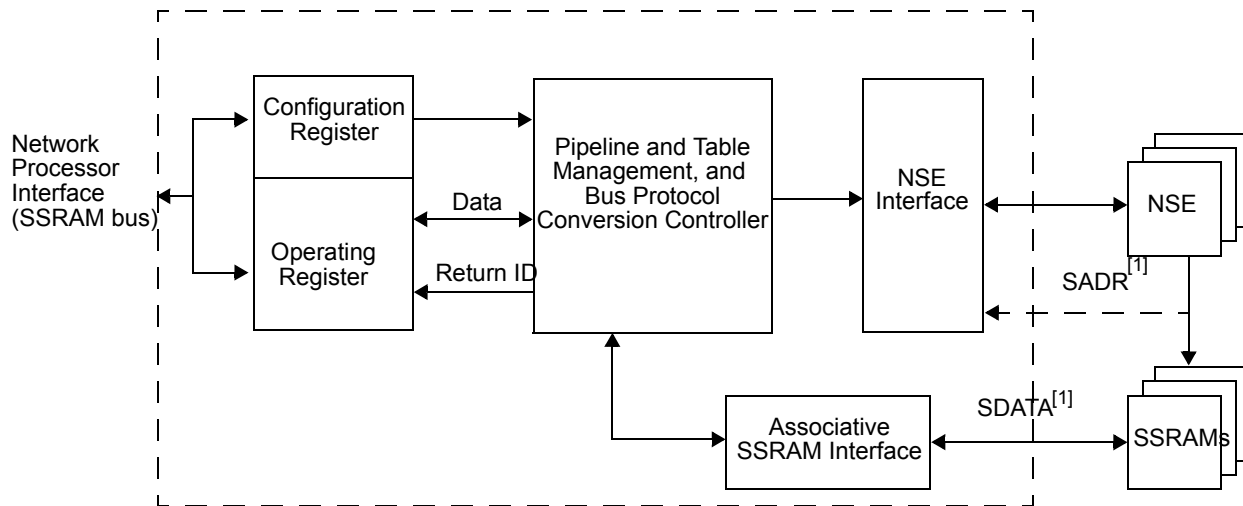 Network
Processor
Interface
(SSRAM bus)
Configuration
Register
Operating
Register
Data
Return ID
Pipeline and Table
Management, and
Bus Protocol
Conversion Controller
NSE
Interface
NSE
SADR[1]
Associative
SSRAM Interface
SDATA[1]
SSRAMs